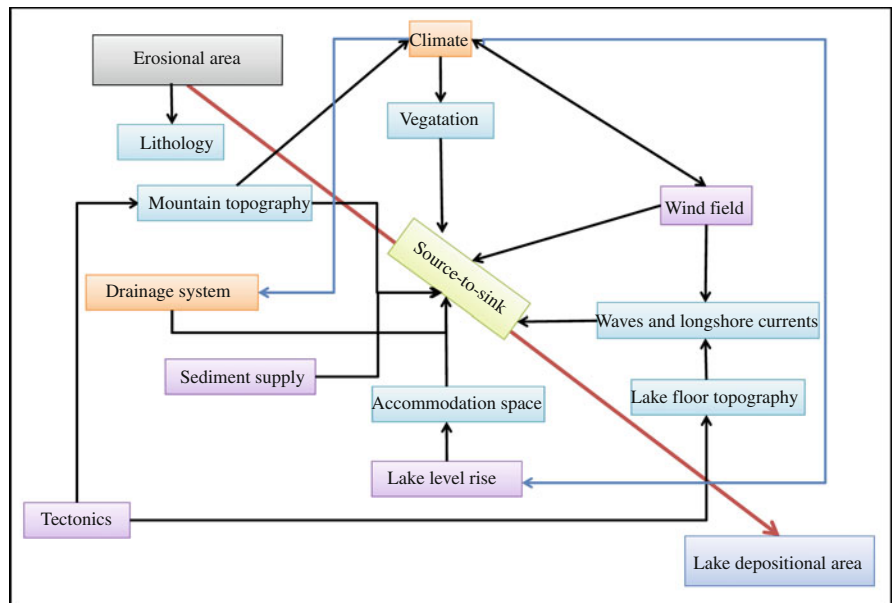 Climate
Erosional area
Vegatation
Lithology
Mountain topography
Wind field
Source-to-sink
Drainage system
Waves and longshore currents
Sediment supply
Accommodation space
Lake floor topography
Lake level rise
Tectonics
Lake depositional area